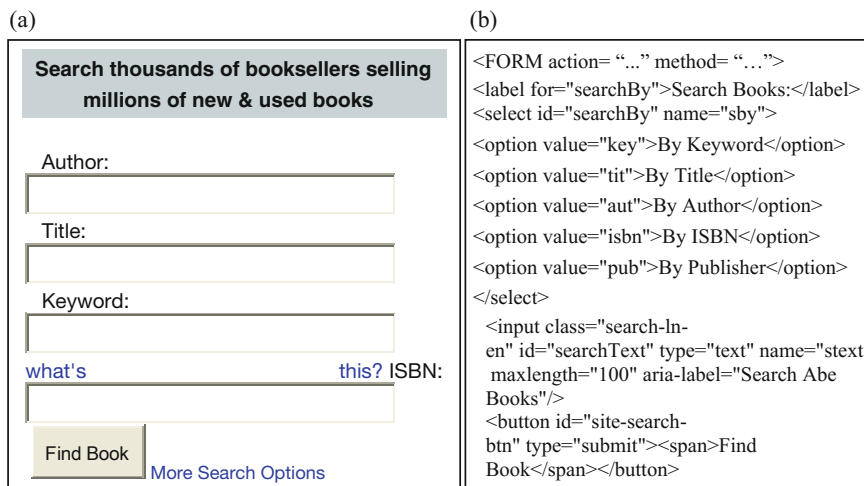 (a)
Search thousands of booksellers selling
millions of new & used books
Author:
Title:
Keyword:
what's this? ISBN:
Find Book
More Search Options
(b)
<FORM action= “...” method= “…”>
<label for="searchBy">Search Books:</label>
<select id="searchBy" name="sby">
<option value="key">By Keyword</option>
<option value="tit">By Title</option>
<option value="aut">By Author</option>
<option value="isbn">By ISBN</option>
<option value="pub">By Publisher</option>
</select>
<input class="search-ln-
en" id="searchText" type="text" name="stext
maxlength="100" aria-label="Search Abe
Books"/>
<button id="site-search-
btn" type="submit"><span>Find
Book</span></button>